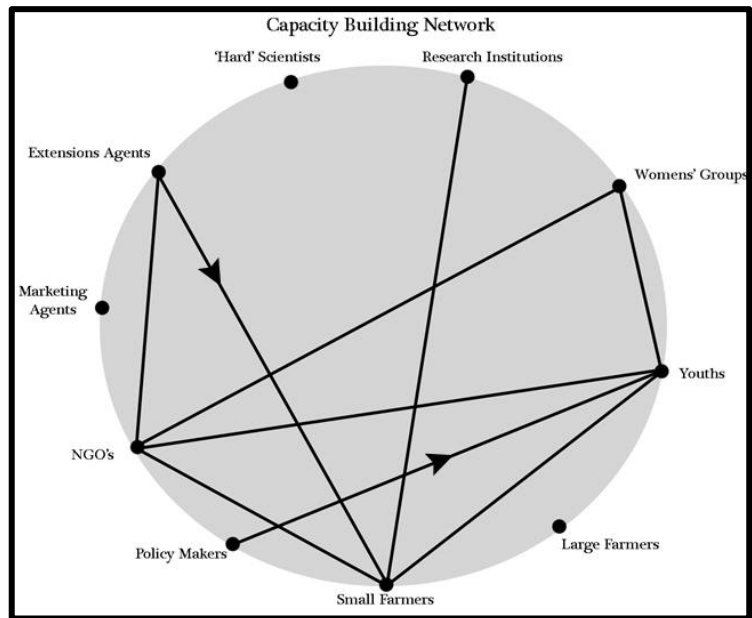 Capacity Building Network
'Hard' Scientists
Research Institutions
Extensions Agents
Womens' Groups
Marketing
Agents
Youths
NGO's
Policy Makers
Large Farmers
Small Farmers